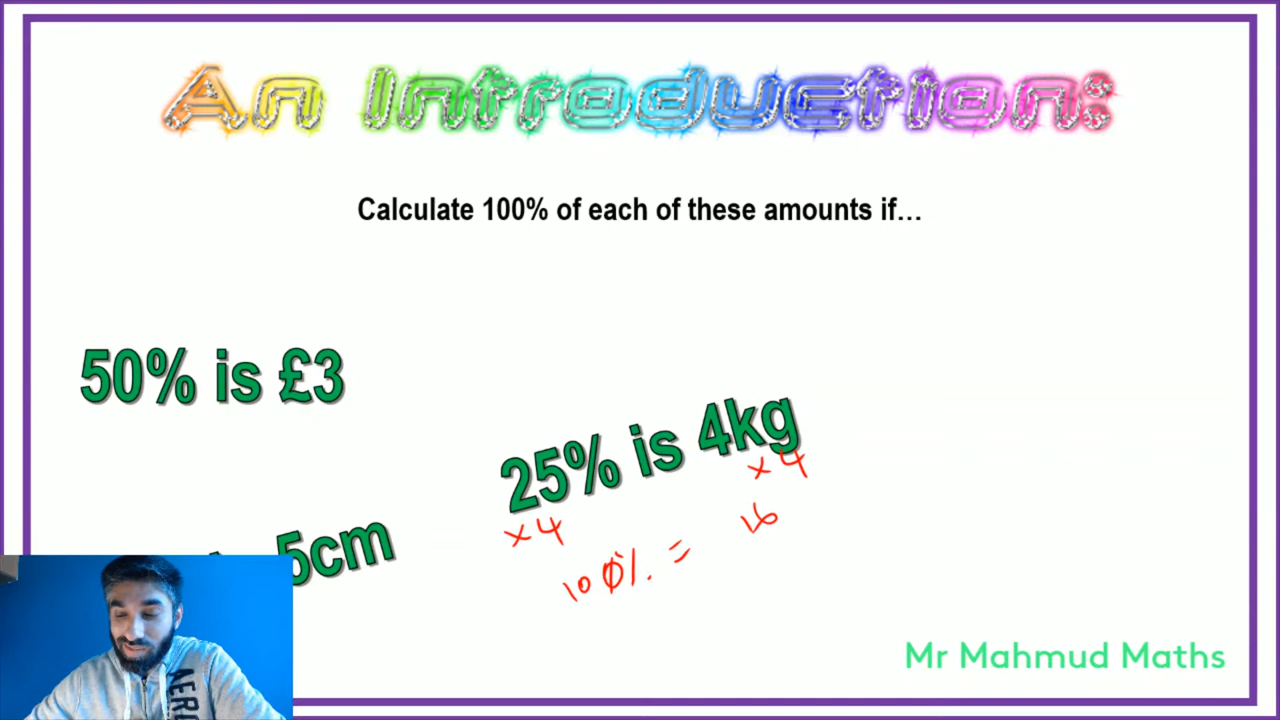 An Introduction:
Calculate 100% of each of these amounts if...
50% is £3
25% is 4kg
×4 ×4
100% = 16
5cm
AERO
Mr Mahmud Maths